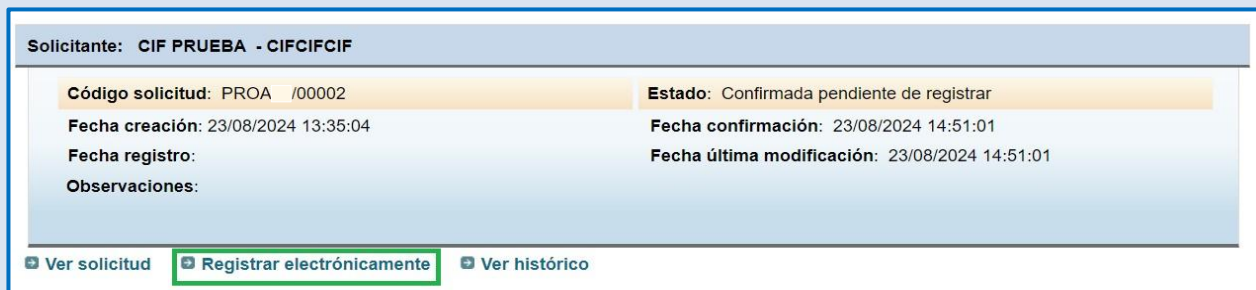 Solicitante: CIF PRUEBA - CIFCIFCIF
Código solicitud: PROA /00002 Estado: Confirmada pendiente de registrar
Fecha creación: 23/08/2024 13:35:04 Fecha confirmación: 23/08/2024 14:51:01
Fecha registro: Fecha última modificación: 23/08/2024 14:51:01
Observaciones:
Ver solicitud Registrar electrónicamente Ver histórico